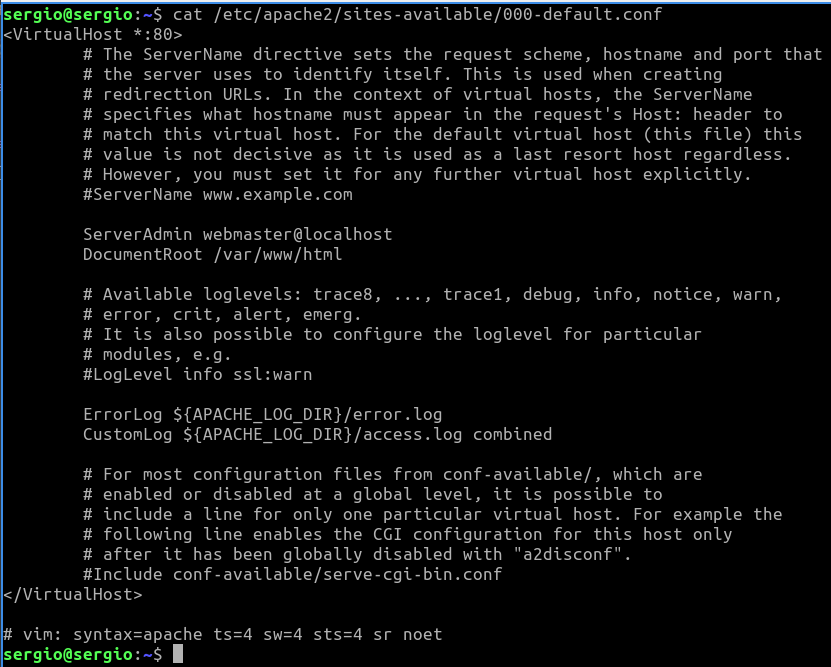 sergio@sergio:~$ cat /etc/apache2/sites-available/000-default.conf
<VirtualHost *:80>
        # The ServerName directive sets the request scheme, hostname and port that
        # the server uses to identify itself. This is used when creating
        # redirection URLs. In the context of virtual hosts, the ServerName
        # specifies what hostname must appear in the request's Host: header to
        # match this virtual host. For the default virtual host (this file) this
        # value is not decisive as it is used as a last resort host regardless.
        # However, you must set it for any further virtual host explicitly.
        #ServerName www.example.com

        ServerAdmin webmaster@localhost
        DocumentRoot /var/www/html

        # Available loglevels: trace8, ..., trace1, debug, info, notice, warn,
        # error, crit, alert, emerg.
        # It is also possible to configure the loglevel for particular
        # modules, e.g.
        #LogLevel info ssl:warn

        ErrorLog ${APACHE_LOG_DIR}/error.log
        CustomLog ${APACHE_LOG_DIR}/access.log combined

        # For most configuration files from conf-available/, which are
        # enabled or disabled at a global level, it is possible to
        # include a line for only one particular virtual host. For example the
        # following line enables the CGI configuration for this host only
        # after it has been globally disabled with "a2disconf".
        #Include conf-available/serve-cgi-bin.conf
</VirtualHost>

# vim: syntax=apache ts=4 sw=4 sts=4 sr noet
sergio@sergio:~$